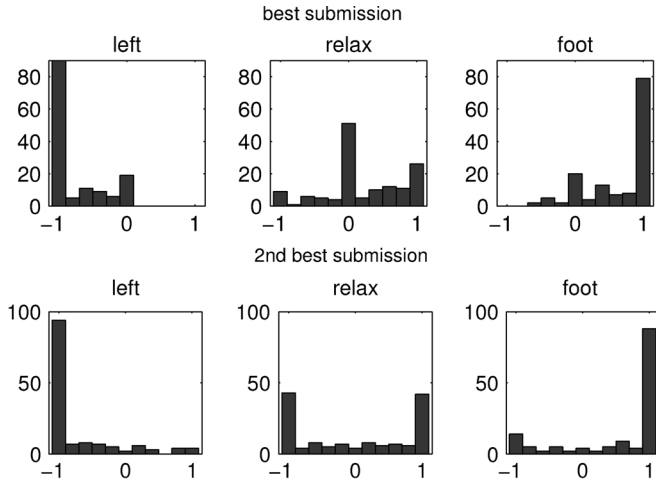 best submission
left relax foot
80 80 80
60 60 60
40 40 40
20 20 20
0 0 0
−1 0 1 −1 0 1 −1 0 1
2nd best submission
left relax foot
100 100 100
50 50 50
0 0 0
−1 0 1 −1 0 1 −1 0 1